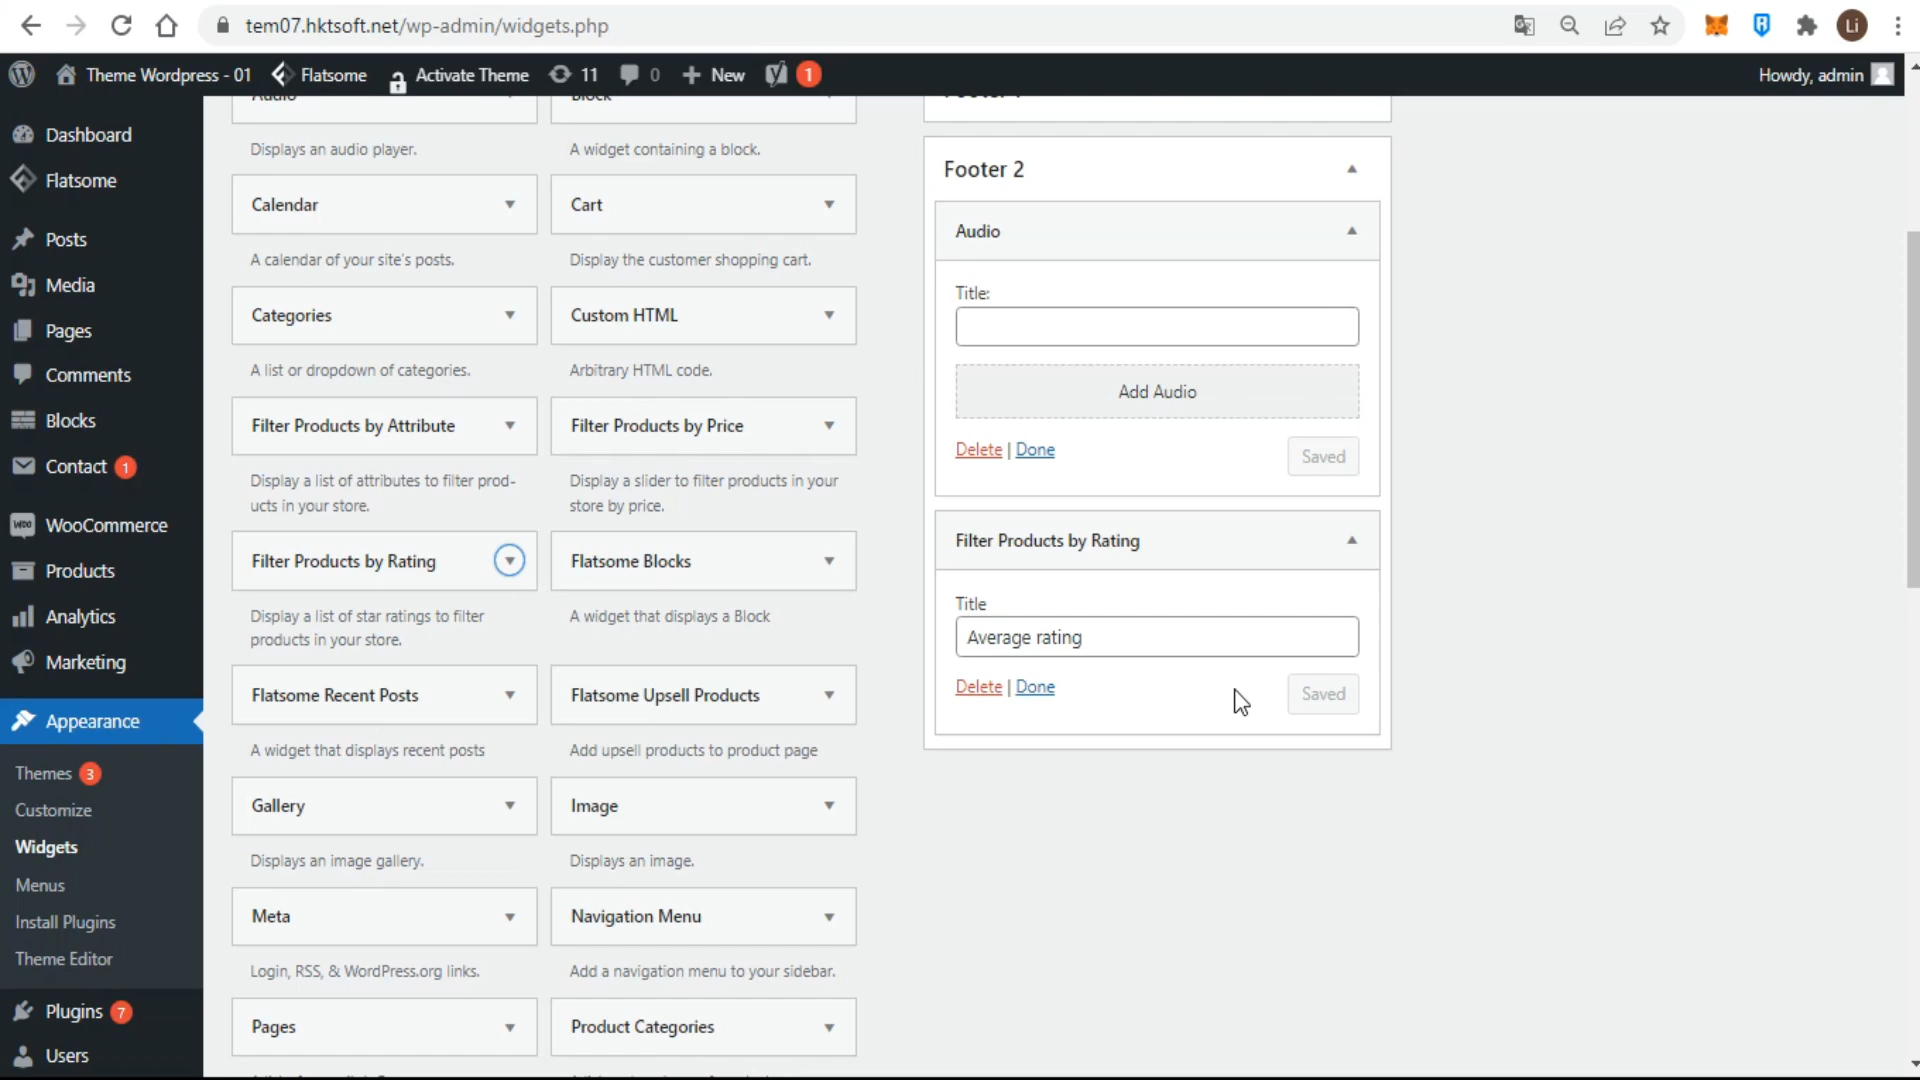 tem07.hktsoft.net/wp-admin/widgets.php
Li
Theme Wordpress - 01
Flatsome
Activate Theme
11
0
New
1
Howdy, admin
Dashboard
Flatsome
Posts
Media
Pages
Comments
Blocks
Contact 1
WooCommerce
Products
Analytics
Marketing
Appearance
Themes 3
Customize
Widgets
Menus
Install Plugins
Theme Editor
Plugins 7
Users
Audio
Block
Displays an audio player.
A widget containing a block.
Calendar
Cart
A calendar of your site's posts.
Display the customer shopping cart.
Categories
Custom HTML
A list or dropdown of categories.
Arbitrary HTML code.
Filter Products by Attribute
Filter Products by Price
Display a list of attributes to filter prod-
ucts in your store.
Display a slider to filter products in your
store by price.
Filter Products by Rating
Flatsome Blocks
Display a list of star ratings to filter
products in your store.
A widget that displays a Block
Flatsome Recent Posts
Flatsome Upsell Products
A widget that displays recent posts
Add upsell products to product page
Gallery
Image
Displays an image gallery.
Displays an image.
Meta
Navigation Menu
Login, RSS, & WordPress.org links.
Add a navigation menu to your sidebar.
Pages
Product Categories
Footer 2
Audio
Title:
Add Audio
Delete | Done
Saved
Filter Products by Rating
Title
Average rating
Delete | Done
Saved